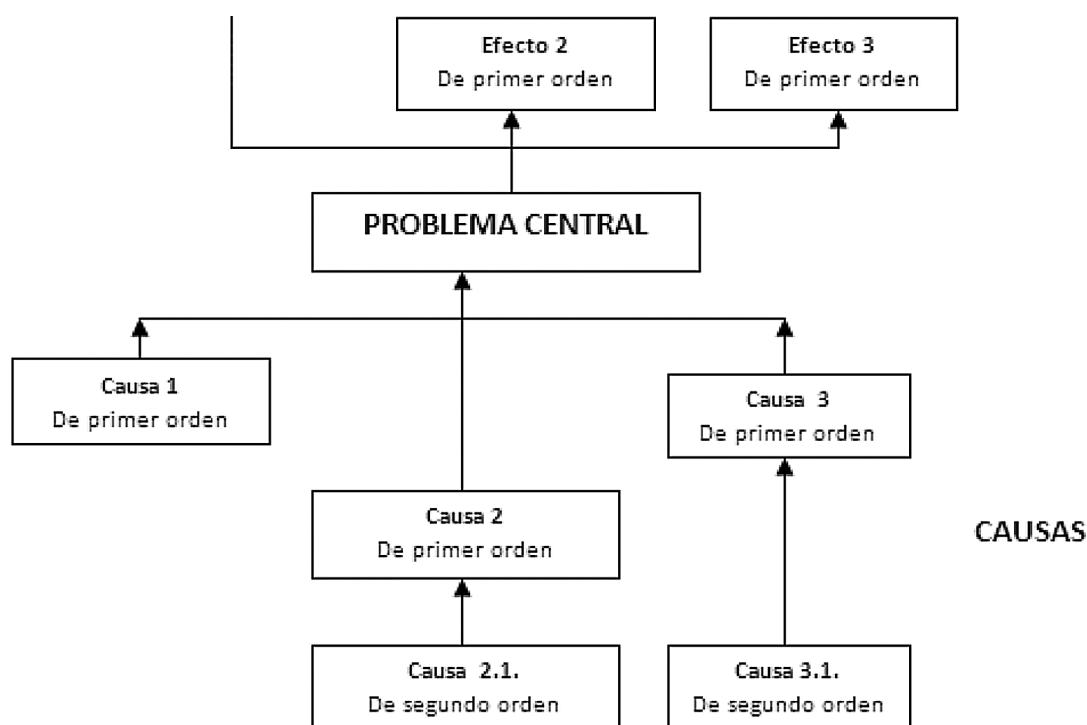 Efecto 2
De primer orden
Efecto 3
De primer orden
PROBLEMA CENTRAL
Causa 1
De primer orden
Causa 3
De primer orden
Causa 2
De primer orden
CAUSAS
Causa 2.1.
De segundo orden
Causa 3.1.
De segundo orden